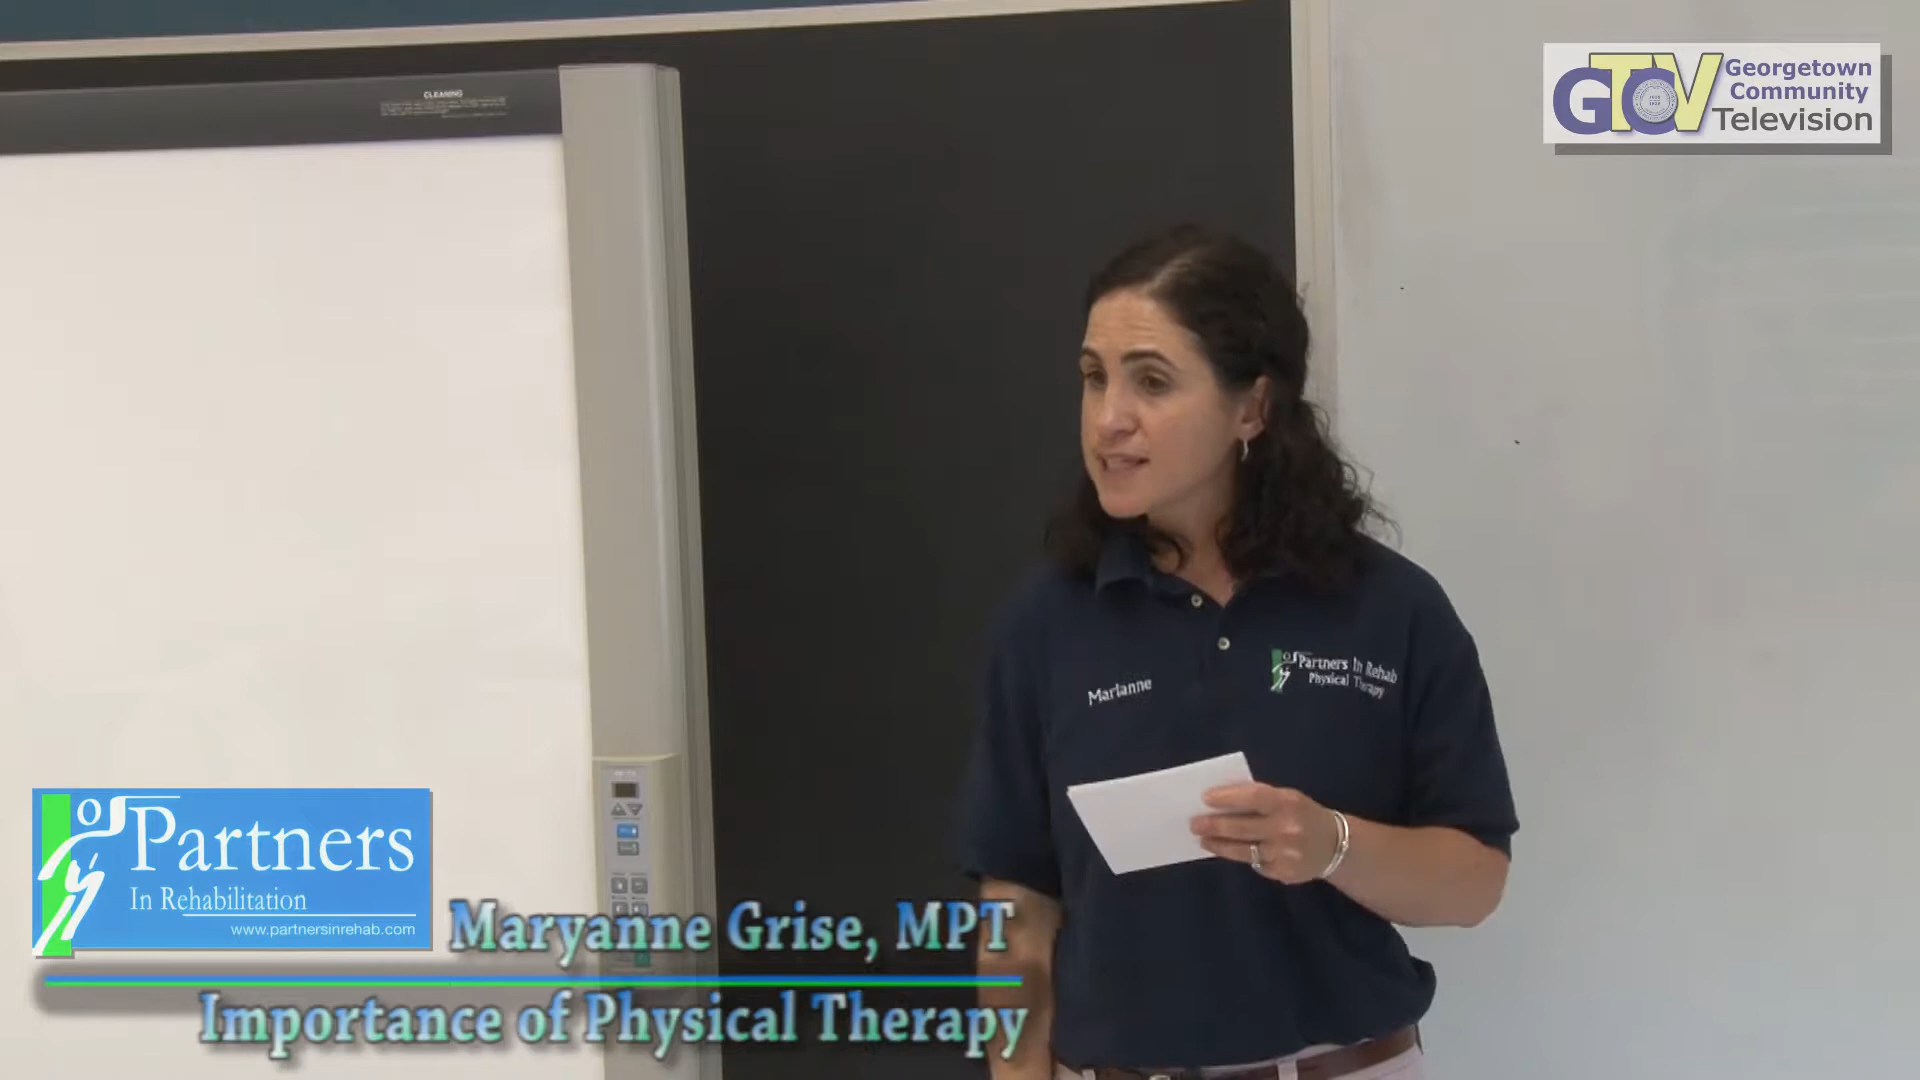 CLEANING
GCTV
Georgetown
Community
Television
Marianne
Partners In Rehab
Physical Therapy
Partners
In Rehabilitation
www.partnersinrehab.com
Maryanne Grise, MPT
Importance of Physical Therapy